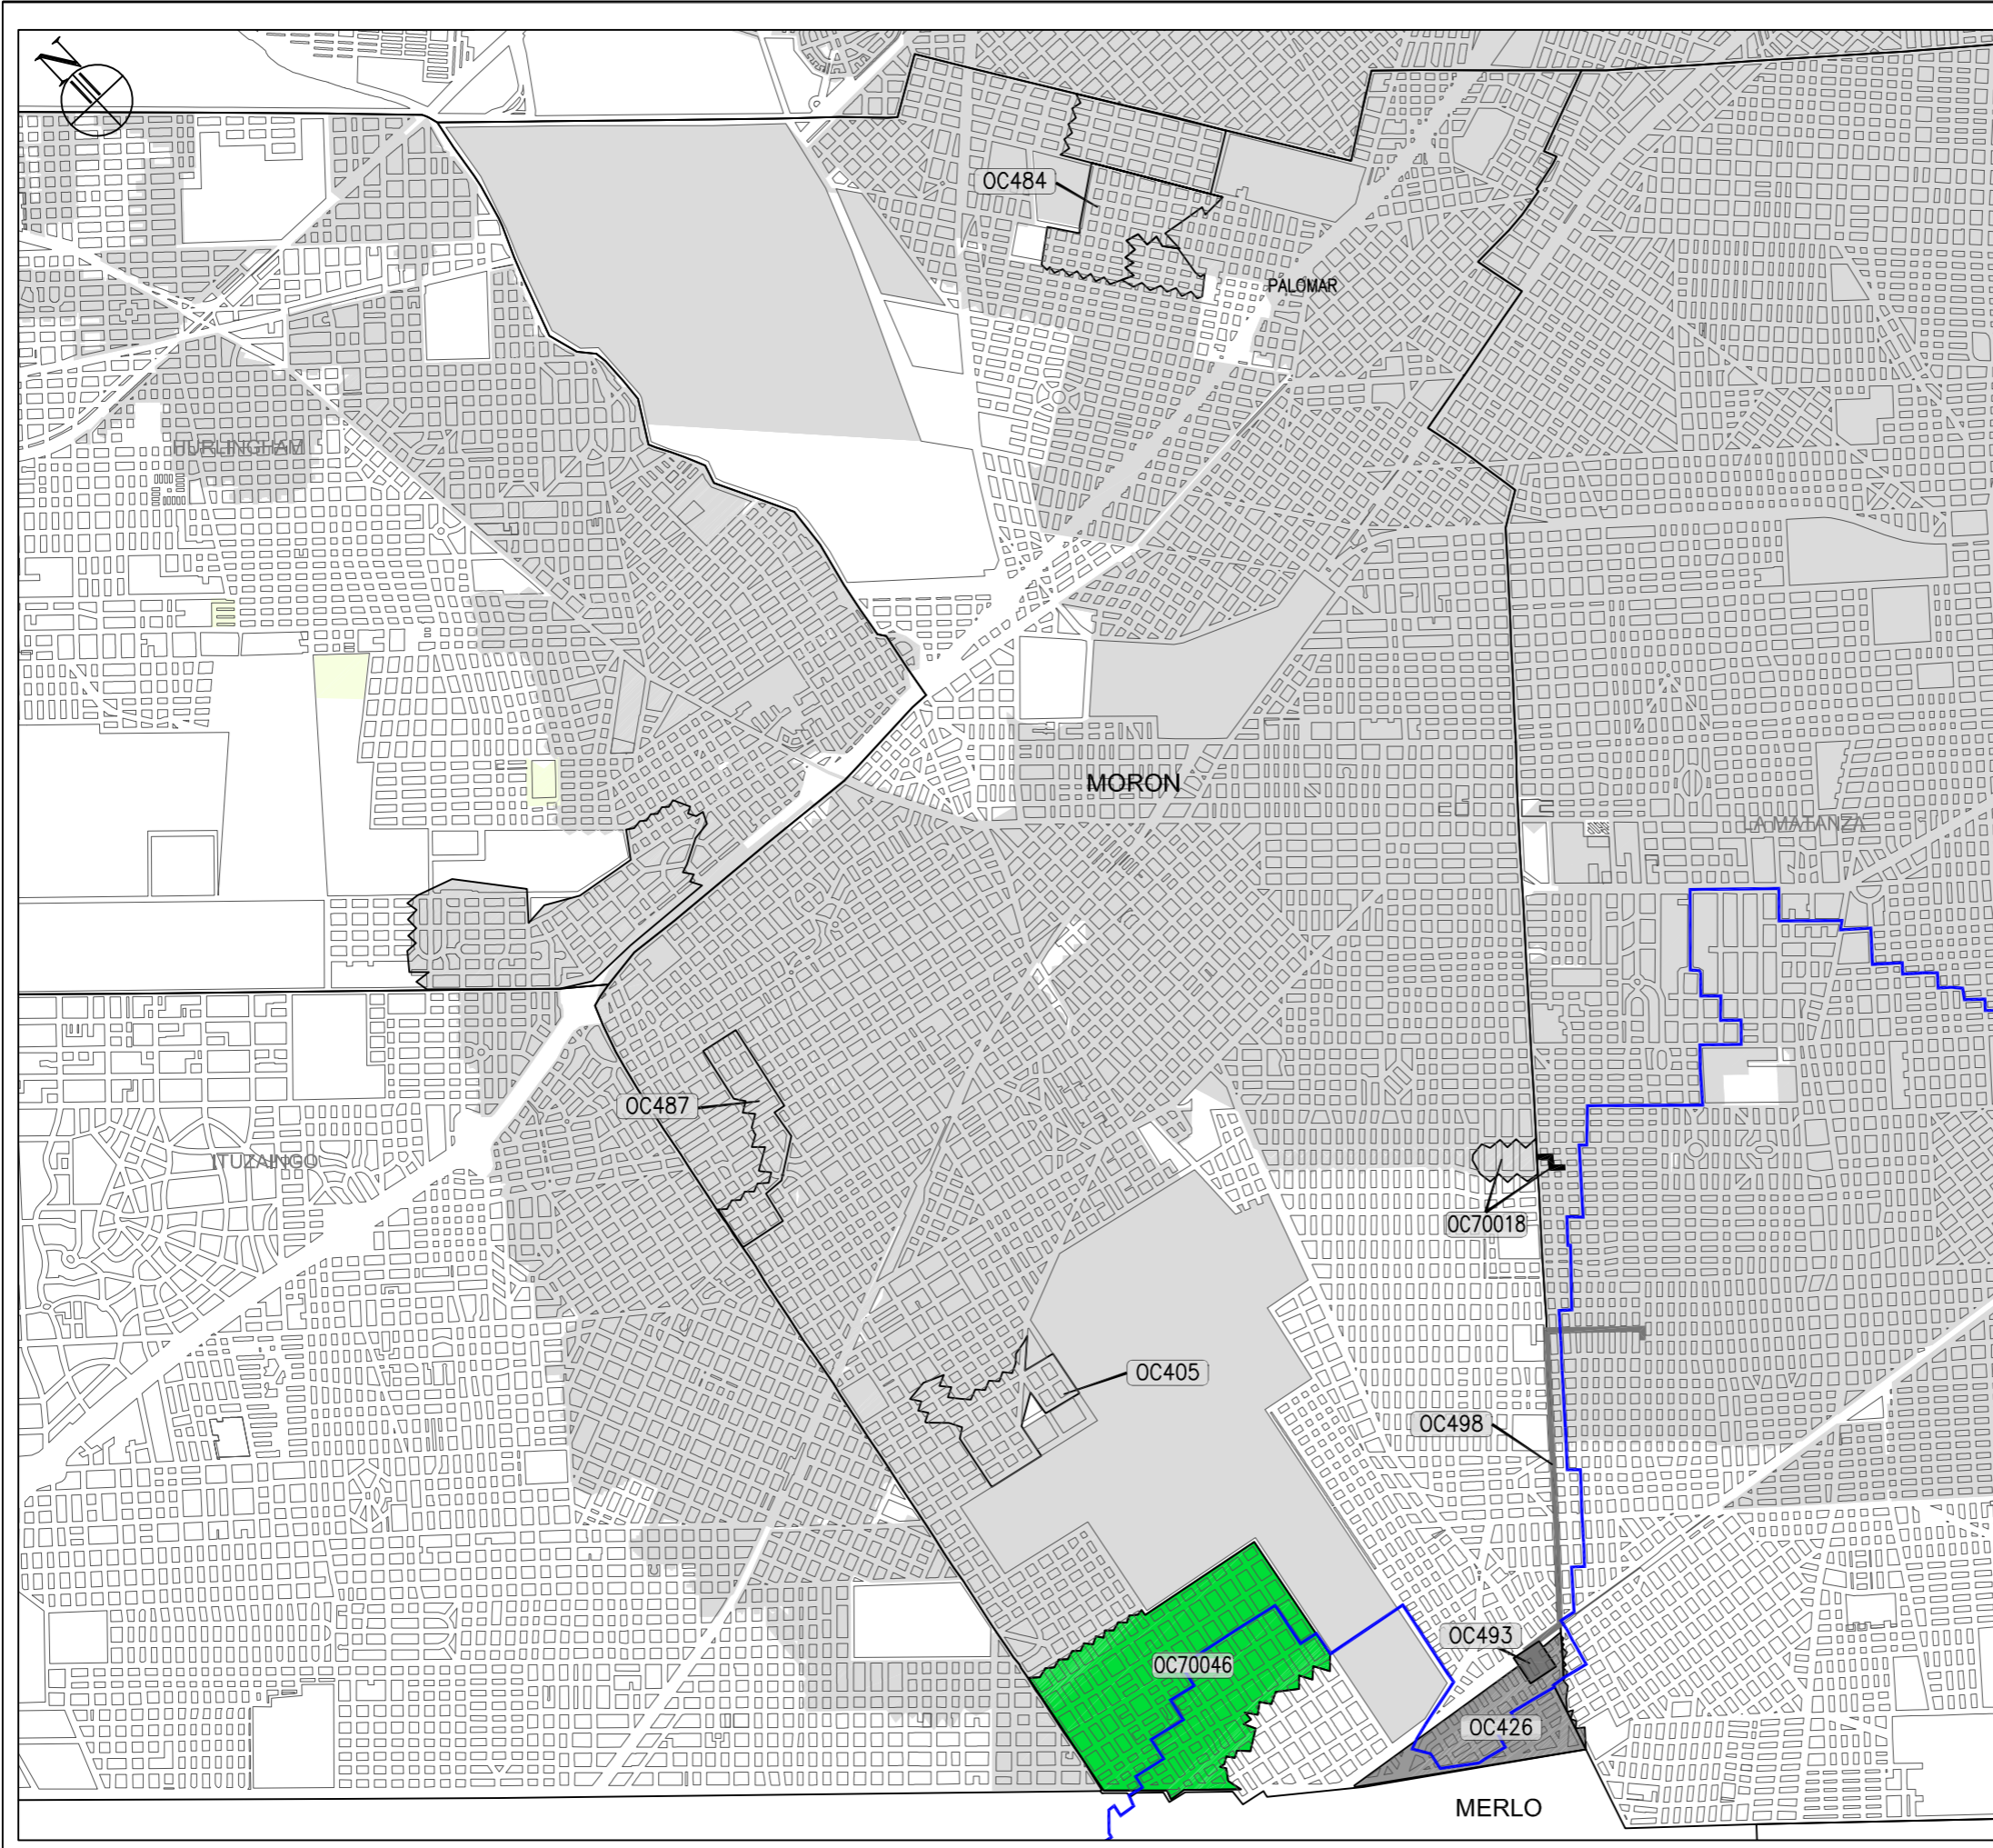 N
OC484
PALOMAR
HURLINGHAM
MORON
LA MATANZA
OC487
ITUZAINGO
OC70018
OC405
OC498
OC493
OC70046
OC426
MERLO